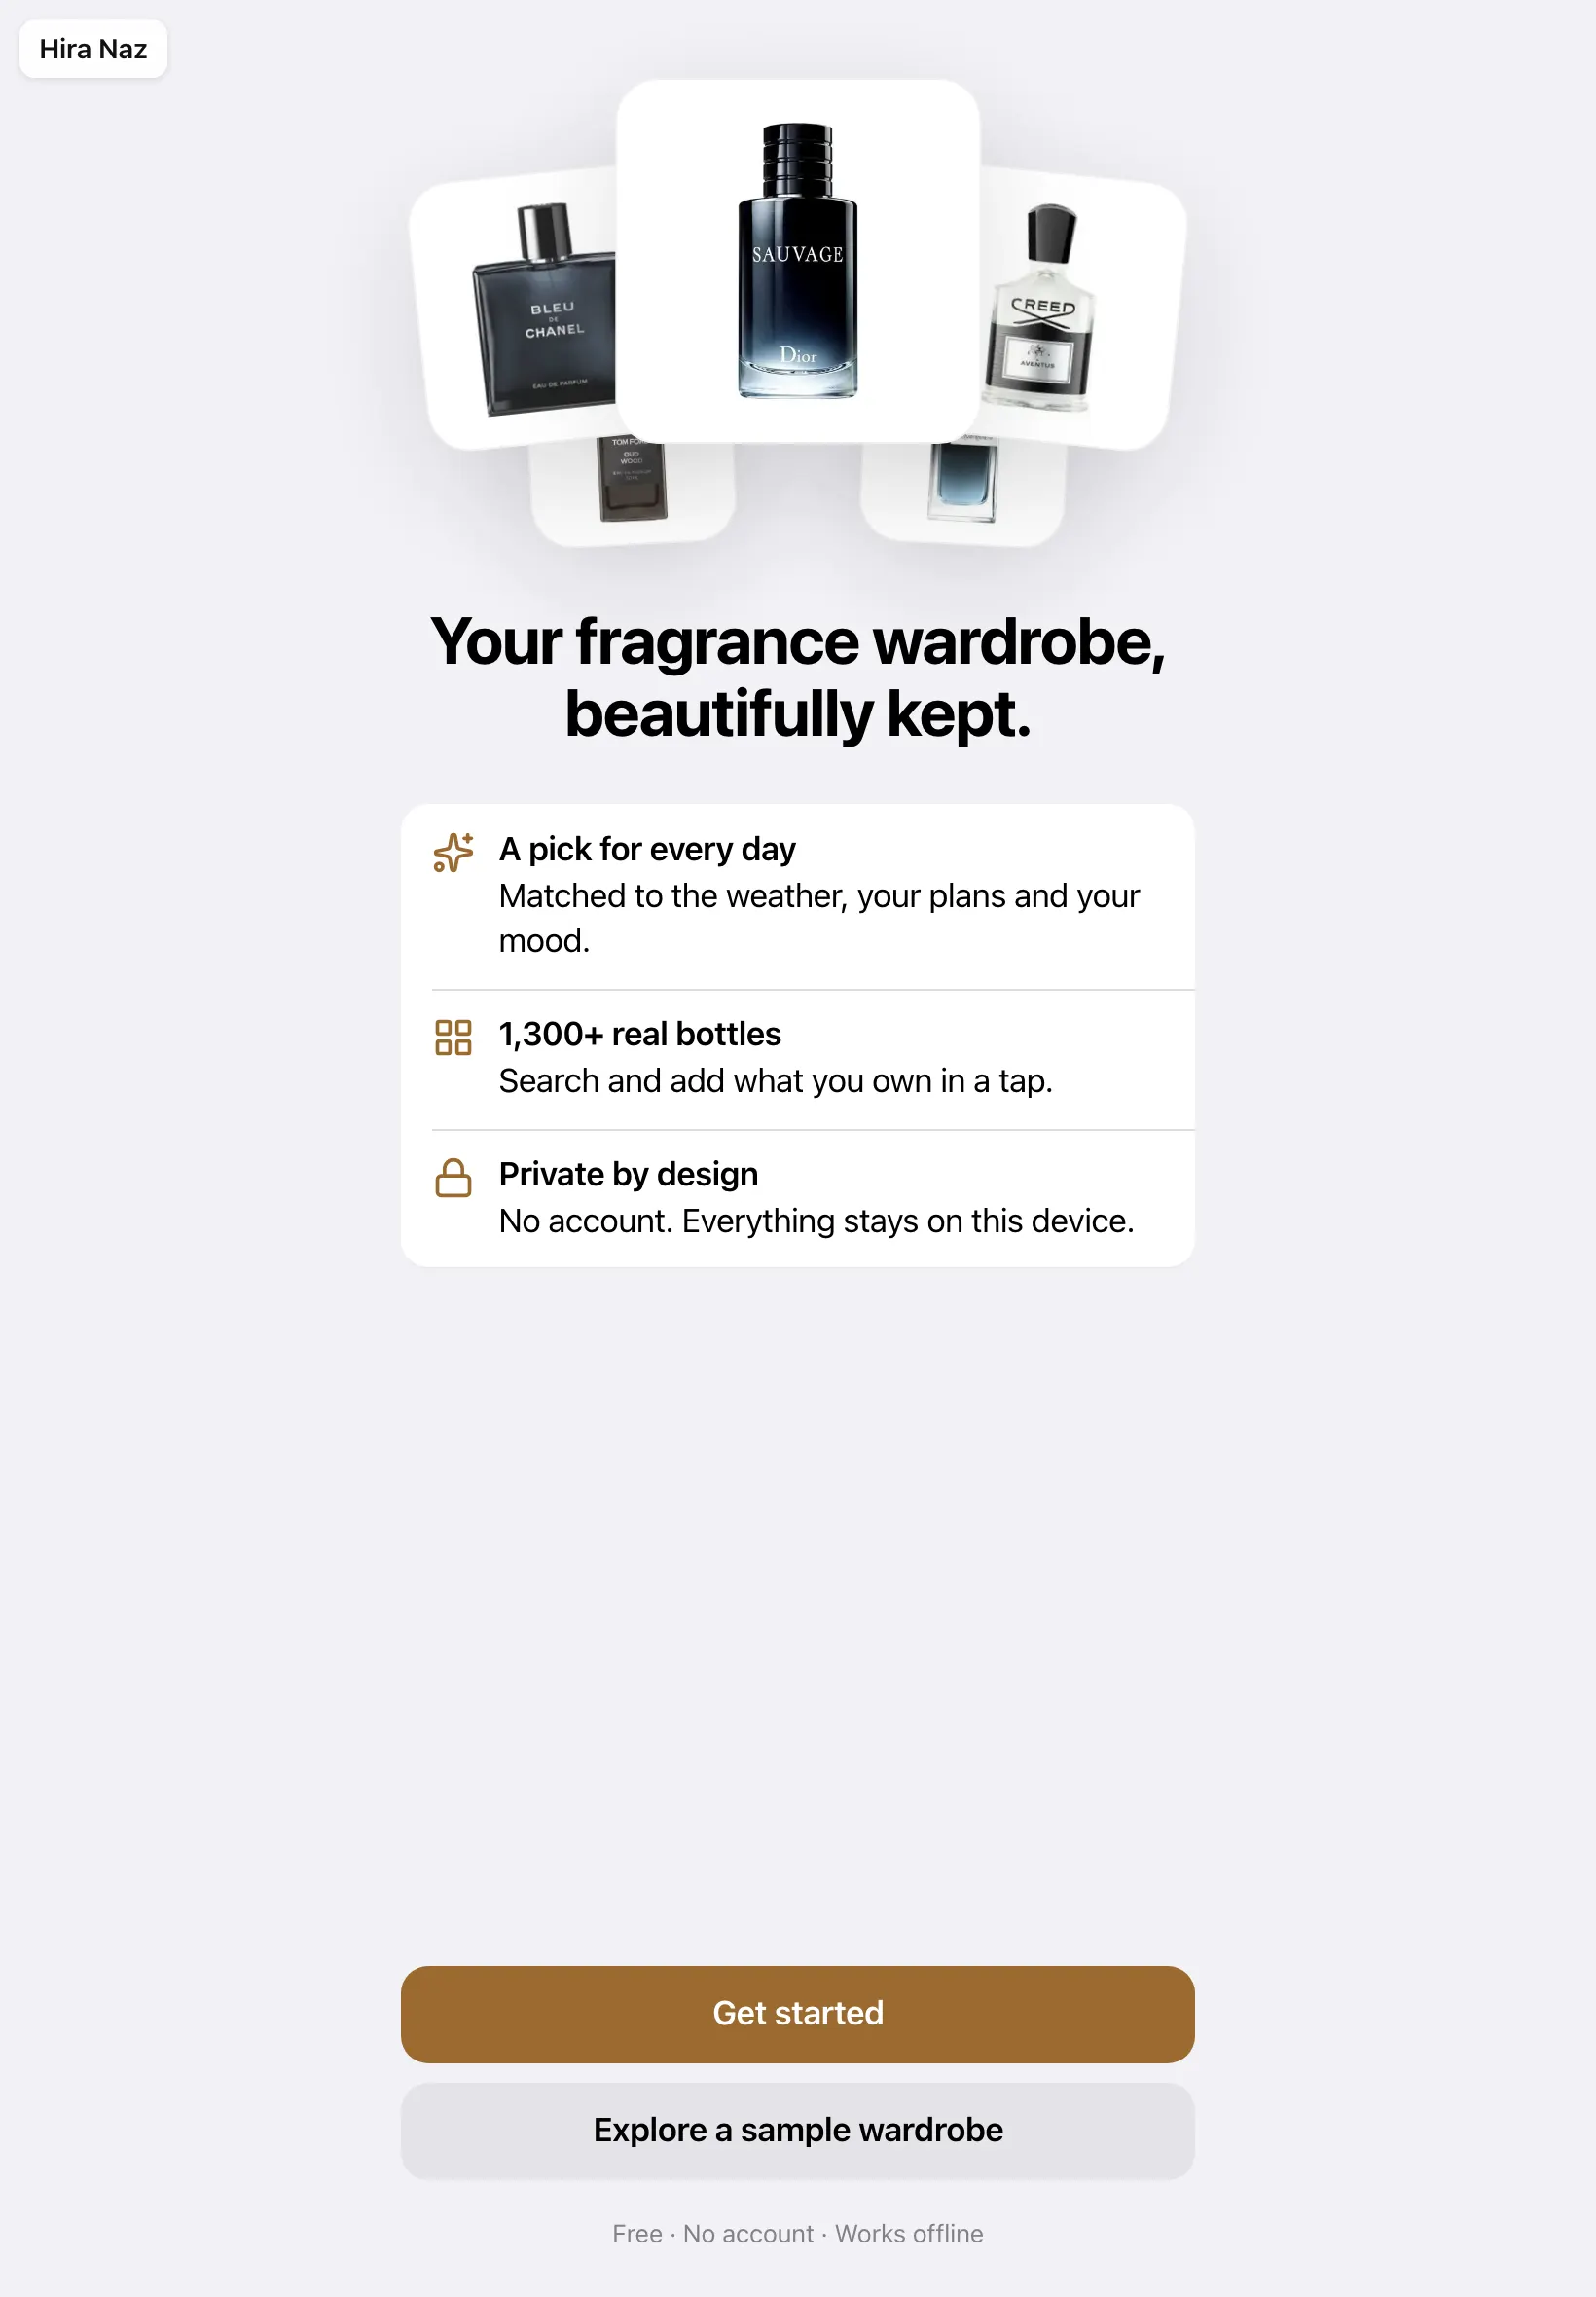 Hira Naz
SAUVAGE
Dior
BLEU
DE
CHANEL
EAU DE PARFUM
CREED
AVENTUS
OUD
WOOD
Your fragrance wardrobe,
beautifully kept.
A pick for every day
Matched to the weather, your plans and your
mood.
1,300+ real bottles
Search and add what you own in a tap.
Private by design
No account. Everything stays on this device.
Get started
Explore a sample wardrobe
Free · No account · Works offline